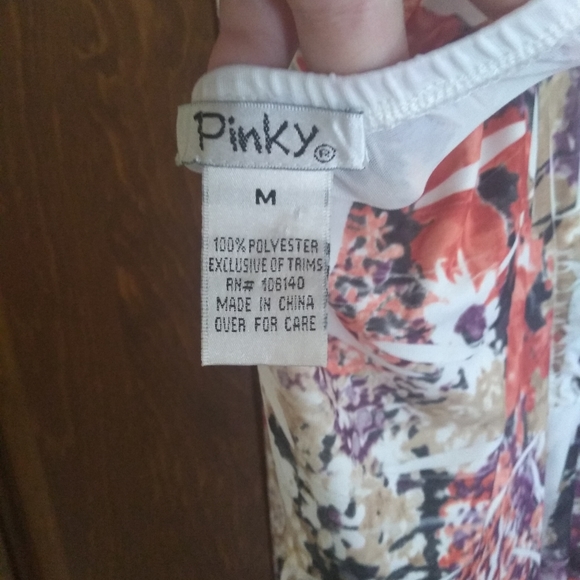 Pinky®
M
100% POLYESTER
EXCLUSIVE OF TRIMS
RN# 106140
MADE IN CHINA
OVER FOR CARE